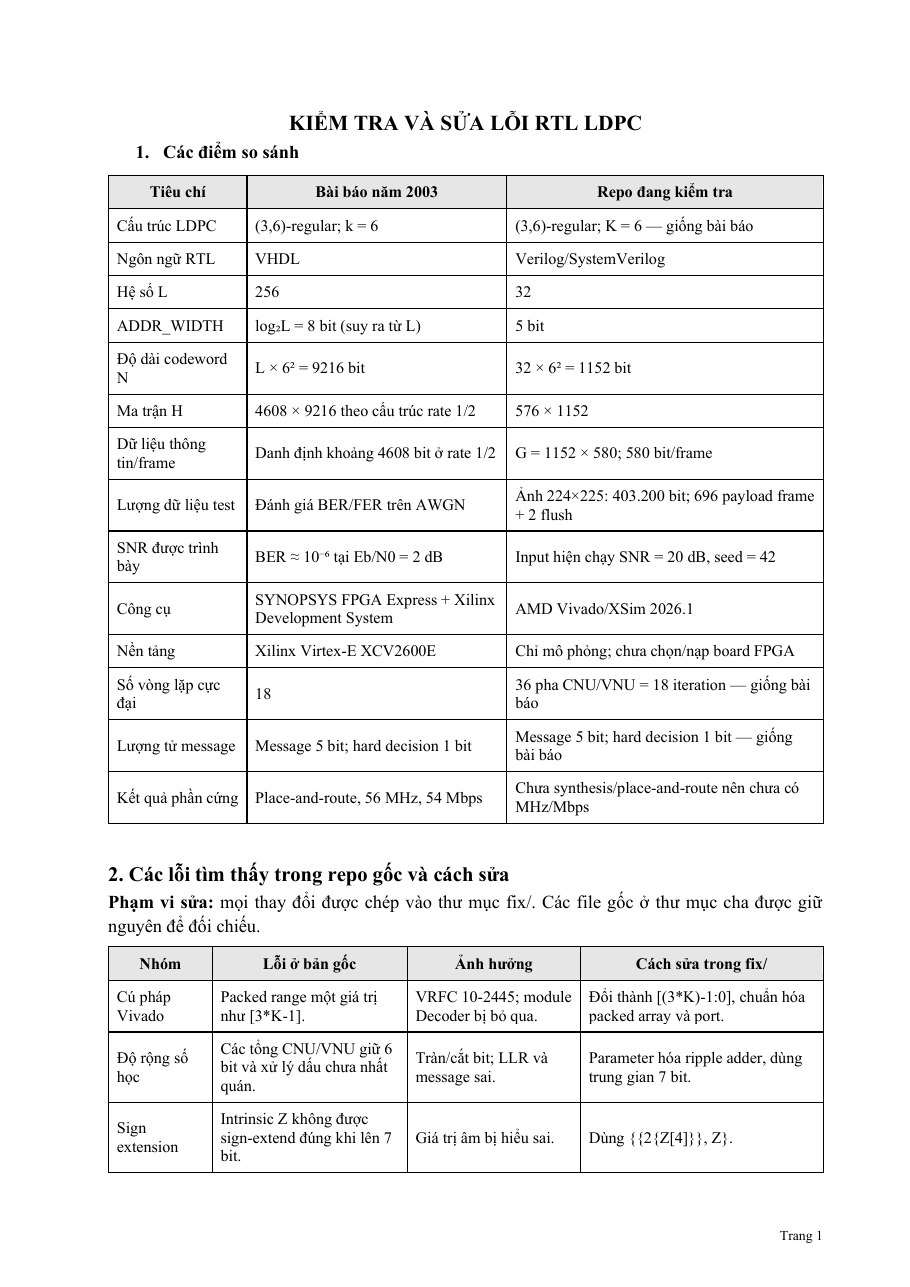 KIỂM TRA VÀ SỬA LỖI RTL LDPC
1. Các điểm so sánh
Tiêu chí
Bài báo năm 2003
Repo đang kiểm tra
Cấu trúc LDPC
(3,6)-regular; k = 6
(3,6)-regular; K = 6 — giống bài báo
Ngôn ngữ RTL
VHDL
Verilog/SystemVerilog
Hệ số L
256
32
ADDR_WIDTH
log₂L = 8 bit (suy ra từ L)
5 bit
Độ dài codeword
N
L × 6² = 9216 bit
32 × 6² = 1152 bit
Ma trận H
4608 × 9216 theo cấu trúc rate 1/2
576 × 1152
Dữ liệu thông
tin/frame
Danh định khoảng 4608 bit ở rate 1/2
G = 1152 × 580; 580 bit/frame
Lượng dữ liệu test
Đánh giá BER/FER trên AWGN
Ảnh 224×225: 403.200 bit; 696 payload frame
+ 2 flush
SNR được trình
bày
BER ≈ 10⁻⁶ tại Eb/N0 = 2 dB
Input hiện chạy SNR = 20 dB, seed = 42
Công cụ
SYNOPSYS FPGA Express + Xilinx
Development System
AMD Vivado/XSim 2026.1
Nền tảng
Xilinx Virtex-E XCV2600E
Chỉ mô phỏng; chưa chọn/nạp board FPGA
Số vòng lặp cực
đại
18
36 pha CNU/VNU = 18 iteration — giống bài
báo
Lượng tử message
Message 5 bit; hard decision 1 bit
Message 5 bit; hard decision 1 bit — giống
bài báo
Kết quả phần cứng
Place-and-route, 56 MHz, 54 Mbps
Chưa synthesis/place-and-route nên chưa có
MHz/Mbps
2. Các lỗi tìm thấy trong repo gốc và cách sửa
Phạm vi sửa: mọi thay đổi được chép vào thư mục fix/. Các file gốc ở thư mục cha được giữ
nguyên để đối chiếu.
Nhóm
Lỗi ở bản gốc
Ảnh hưởng
Cách sửa trong fix/
Cú pháp
Vivado
Packed range một giá trị
như [3*K-1].
VRFC 10-2445; module
Decoder bị bỏ qua.
Đổi thành [(3*K)-1:0], chuẩn hóa
packed array và port.
Độ rộng số
học
Các tổng CNU/VNU giữ 6
bit và xử lý dấu chưa nhất
quán.
Tràn/cắt bit; LLR và
message sai.
Parameter hóa ripple adder, dùng
trung gian 7 bit.
Sign
extension
Intrinsic Z không được
sign-extend đúng khi lên 7
bit.
Giá trị âm bị hiểu sai.
Dùng {{2{Z[4]}}, Z}.
Trang 1